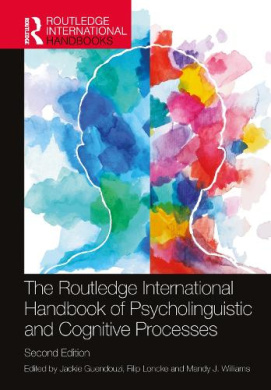 ROUTLEDGE
INTERNATIONAL
HANDBOOKS
The Routledge International
Handbook of Psycholinguistic
and Cognitive Processes
Second Edition
Edited by Jackie Guendouzi, Filip Loncke and Mandy J. Williams